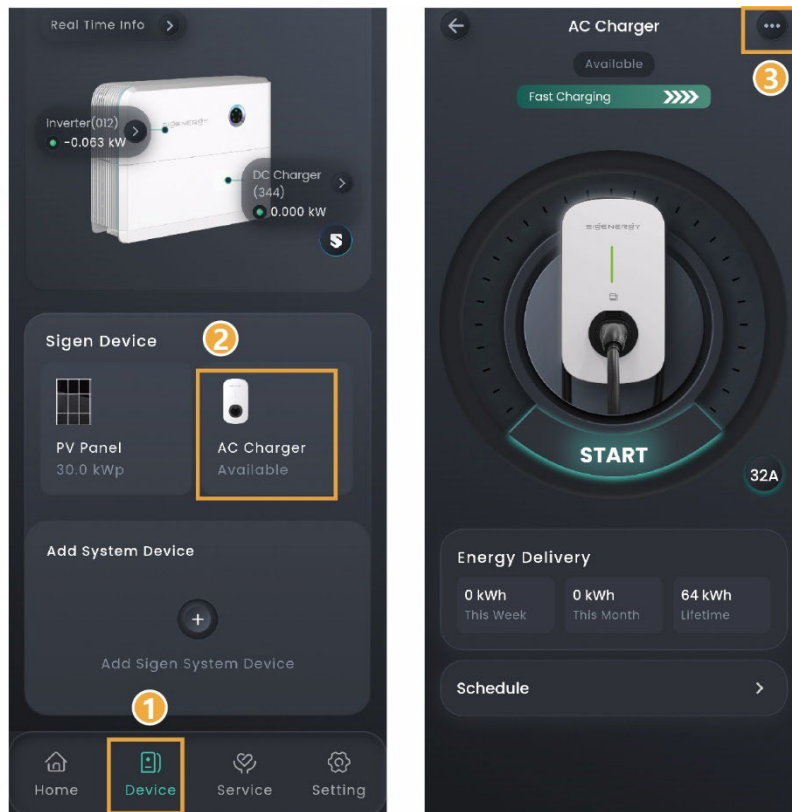 Real Time Info
SIGENERGY
Inverter(012)
-0.063 kW
DC Charger
(344)
0.000 kW
Sigen Device
2
PV Panel
30.0 kWp
AC Charger
Available
Add System Device
Add Sigen System Device
1
Home
Device
Service
Setting
AC Charger
3
Available
Fast Charging
SIGENERGY
START
32A
Energy Delivery
0 kWh
This Week
0 kWh
This Month
64 kWh
Lifetime
Schedule